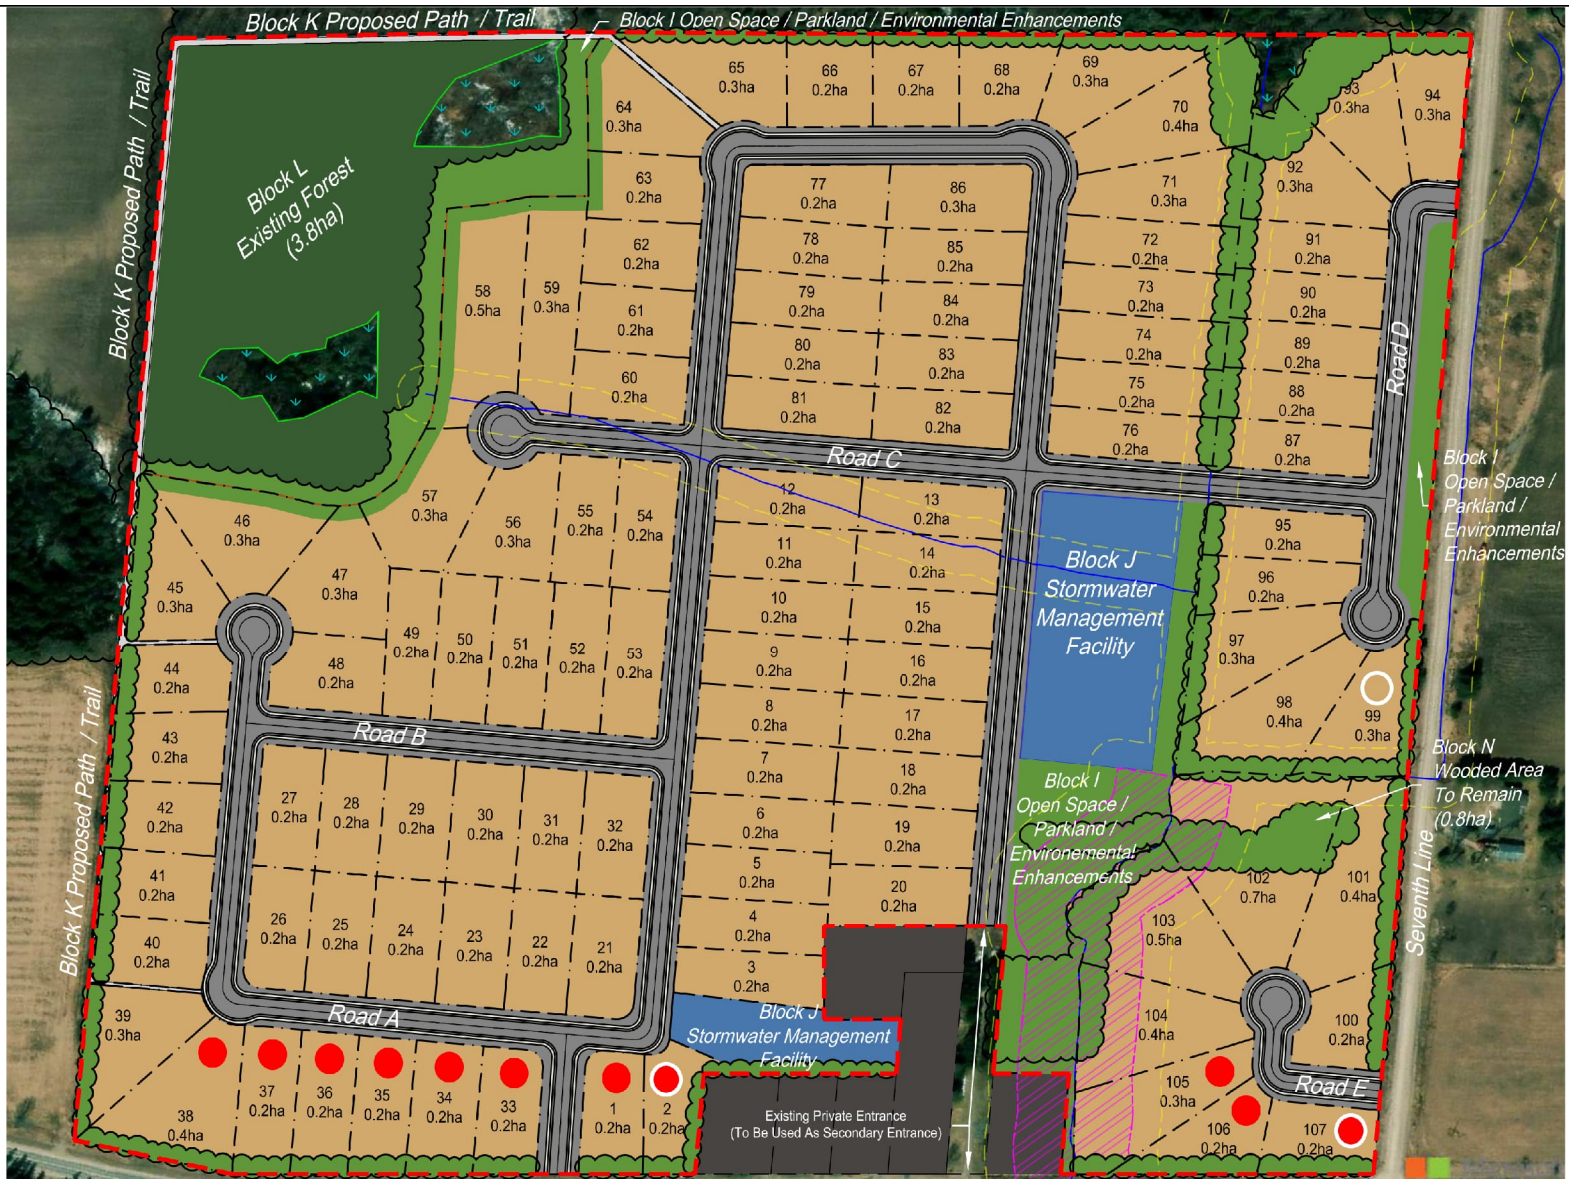 Block K Proposed Path / Trail
Block I Open Space / Parkland / Environmental Enhancements
Block K Proposed Path / Trail
Block L
Existing Forest
(3.8ha)
64
0.3ha
65
0.3ha
66
0.2ha
67
0.2ha
68
0.2ha
69
0.3ha
70
0.4ha
93
0.3ha
94
0.3ha
63
0.2ha
77
0.2ha
86
0.3ha
71
0.3ha
92
0.3ha
62
0.2ha
78
0.2ha
85
0.2ha
72
0.2ha
91
0.2ha
58
0.5ha
59
0.3ha
61
0.2ha
79
0.2ha
84
0.2ha
73
0.2ha
90
0.2ha
60
0.2ha
80
0.2ha
83
0.2ha
74
0.2ha
89
0.2ha
81
0.2ha
82
0.2ha
75
0.2ha
88
0.2ha
76
0.2ha
87
0.2ha
Road D
Road C
Block I
Open Space /
Parkland /
Environmental
Enhancements
46
0.3ha
57
0.3ha
56
0.3ha
55
0.2ha
54
0.2ha
12
0.2ha
13
0.2ha
95
0.2ha
45
0.3ha
47
0.3ha
11
0.2ha
14
0.2ha
Block J
Stormwater
Management
Facility
96
0.2ha
10
0.2ha
15
0.2ha
97
0.3ha
44
0.2ha
48
0.2ha
49
0.2ha
50
0.2ha
51
0.2ha
52
0.2ha
53
0.2ha
9
0.2ha
16
0.2ha
98
0.4ha
99
0.3ha
43
0.2ha
Road B
8
0.2ha
17
0.2ha
Block N
Wooded Area
To Remain
(0.8ha)
Block K Proposed Path / Trail
7
0.2ha
18
0.2ha
Block I
Open Space /
Parkland /
Environemental
Enhancements
42
0.2ha
27
0.2ha
28
0.2ha
29
0.2ha
30
0.2ha
31
0.2ha
32
0.2ha
6
0.2ha
19
0.2ha
41
0.2ha
5
0.2ha
20
0.2ha
102
0.7ha
101
0.4ha
Seventh Line
40
0.2ha
26
0.2ha
25
0.2ha
24
0.2ha
23
0.2ha
22
0.2ha
21
0.2ha
4
0.2ha
103
0.5ha
3
0.2ha
39
0.3ha
Road A
Block J
Stormwater Management
Facility
104
0.4ha
100
0.2ha
38
0.4ha
37
0.2ha
36
0.2ha
35
0.2ha
34
0.2ha
33
0.2ha
1
0.2ha
2
0.2ha
Existing Private Entrance
(To Be Used As Secondary Entrance)
105
0.3ha
Road E
106
0.2ha
107
0.2ha